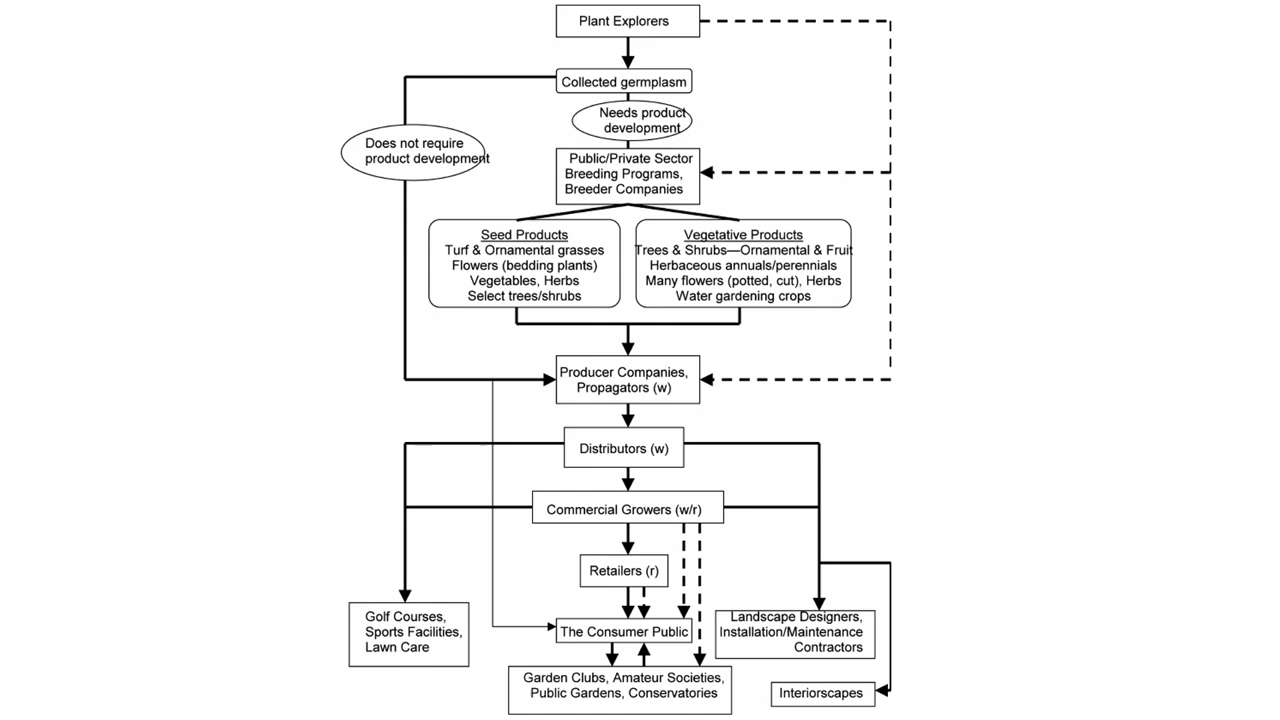 Plant Explorers
Collected germplasm
Needs product
development
Does not require
product development
Public/Private Sector
Breeding Programs,
Breeder Companies
Seed Products
Turf & Ornamental grasses
Flowers (bedding plants)
Vegetables, Herbs
Select trees/shrubs
Vegetative Products
Trees & Shrubs—Ornamental & Fruit
Herbaceous annuals/perennials
Many flowers (potted, cut), Herbs
Water gardening crops
Producer Companies,
Propagators (w)
Distributors (w)
Commercial Growers (w/r)
Retailers (r)
Golf Courses,
Sports Facilities,
Lawn Care
The Consumer Public
Landscape Designers,
Installation/Maintenance
Contractors
Garden Clubs, Amateur Societies,
Public Gardens, Conservatories
Interiorscapes